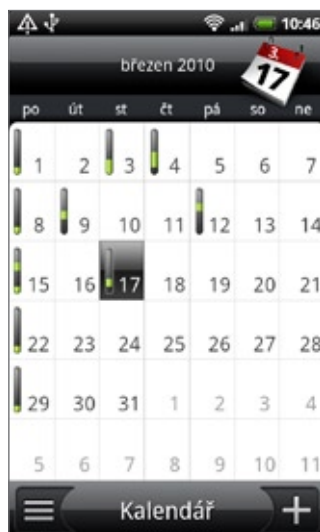 10:46
březen 2010
3.
17
po út st čt pá so ne
1 2 3 4 5 6 7
8 9 10 11 12 13 14
15 16 17 18 19 20 21
22 23 24 25 26 27 28
29 30 31 1 2 3 4
5 6 7 8 9 10 11
Kalendář